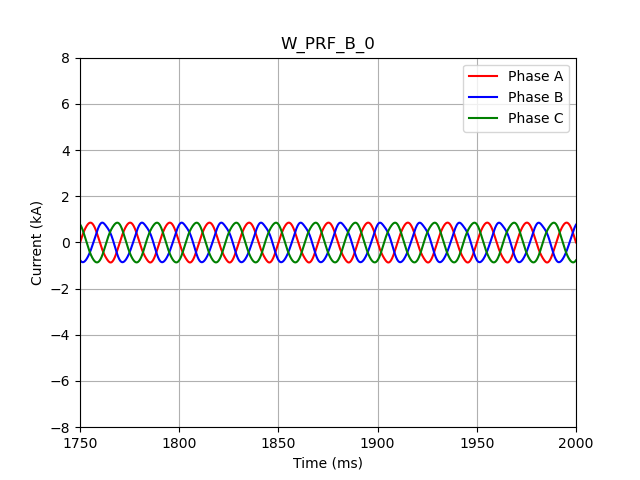 W_PRF_B_0
8
6
4
2
0
−2
−4
−6
−8
Current (kA)
Phase A
Phase B
Phase C
1750
1800
1850
1900
1950
2000
Time (ms)